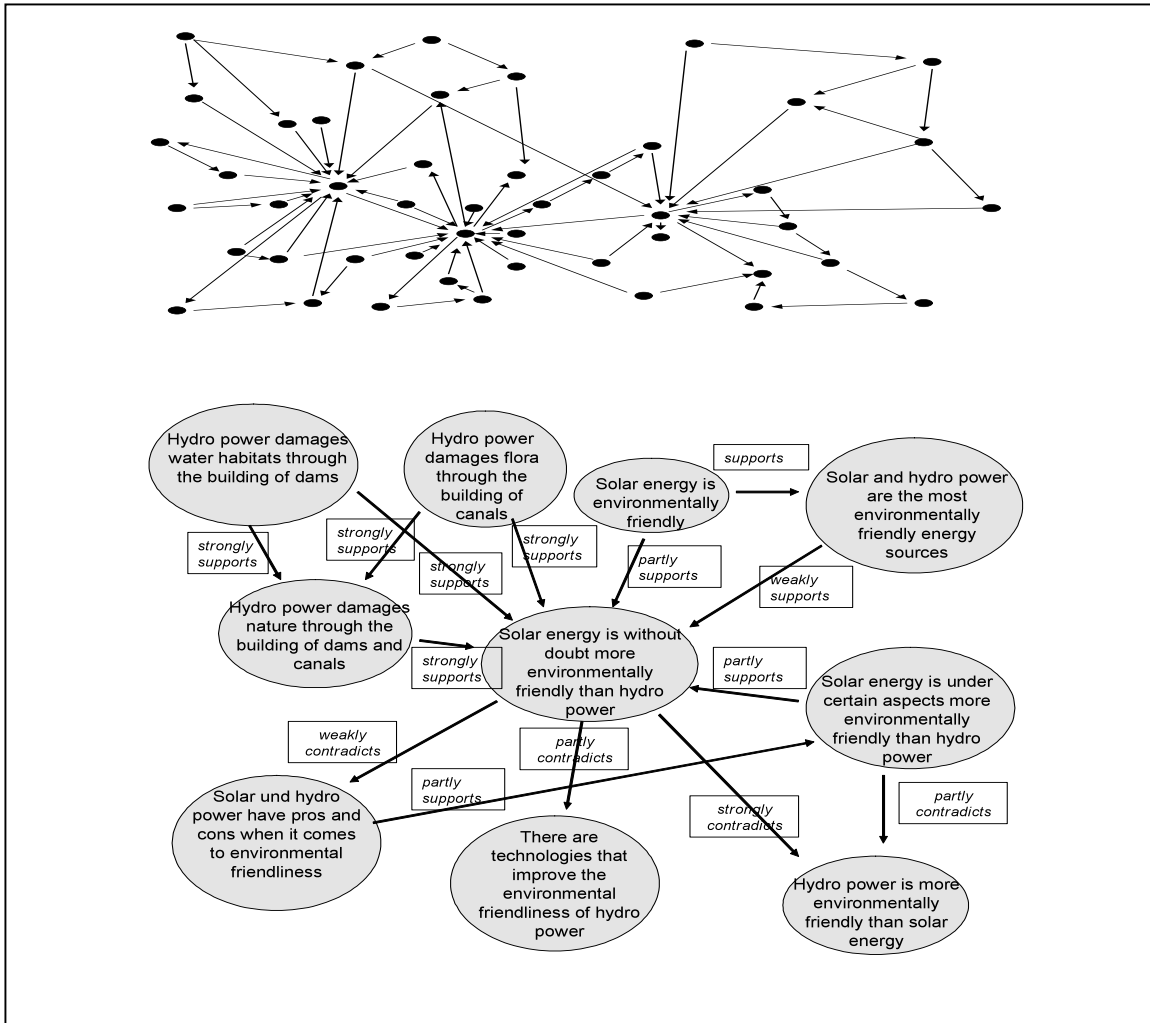 Hydro power damages
water habitats through
the building of dams
Hydro power
damages flora
through the
building of
canals
Solar energy is
environmentally
friendly
supports
Solar and hydro power
are the most
environmentally
friendly energy
sources
strongly
supports
strongly
supports
strongly
supports
strongly
supports
partly
supports
weakly
supports
Hydro power damages
nature through the
building of dams and
canals
strongly
supports
Solar energy is without
doubt more
environmentally
friendly than hydro
power
partly
supports
Solar energy is under
certain aspects more
environmentally
friendly than hydro
power
weakly
contradicts
partly
contradicts
partly
supports
strongly
contradicts
partly
contradicts
Solar und hydro
power have pros and
cons when it comes
to environmental
friendliness
There are
technologies that
improve the
environmental
friendliness of hydro
power
Hydro power is more
environmentally
friendly than solar
energy